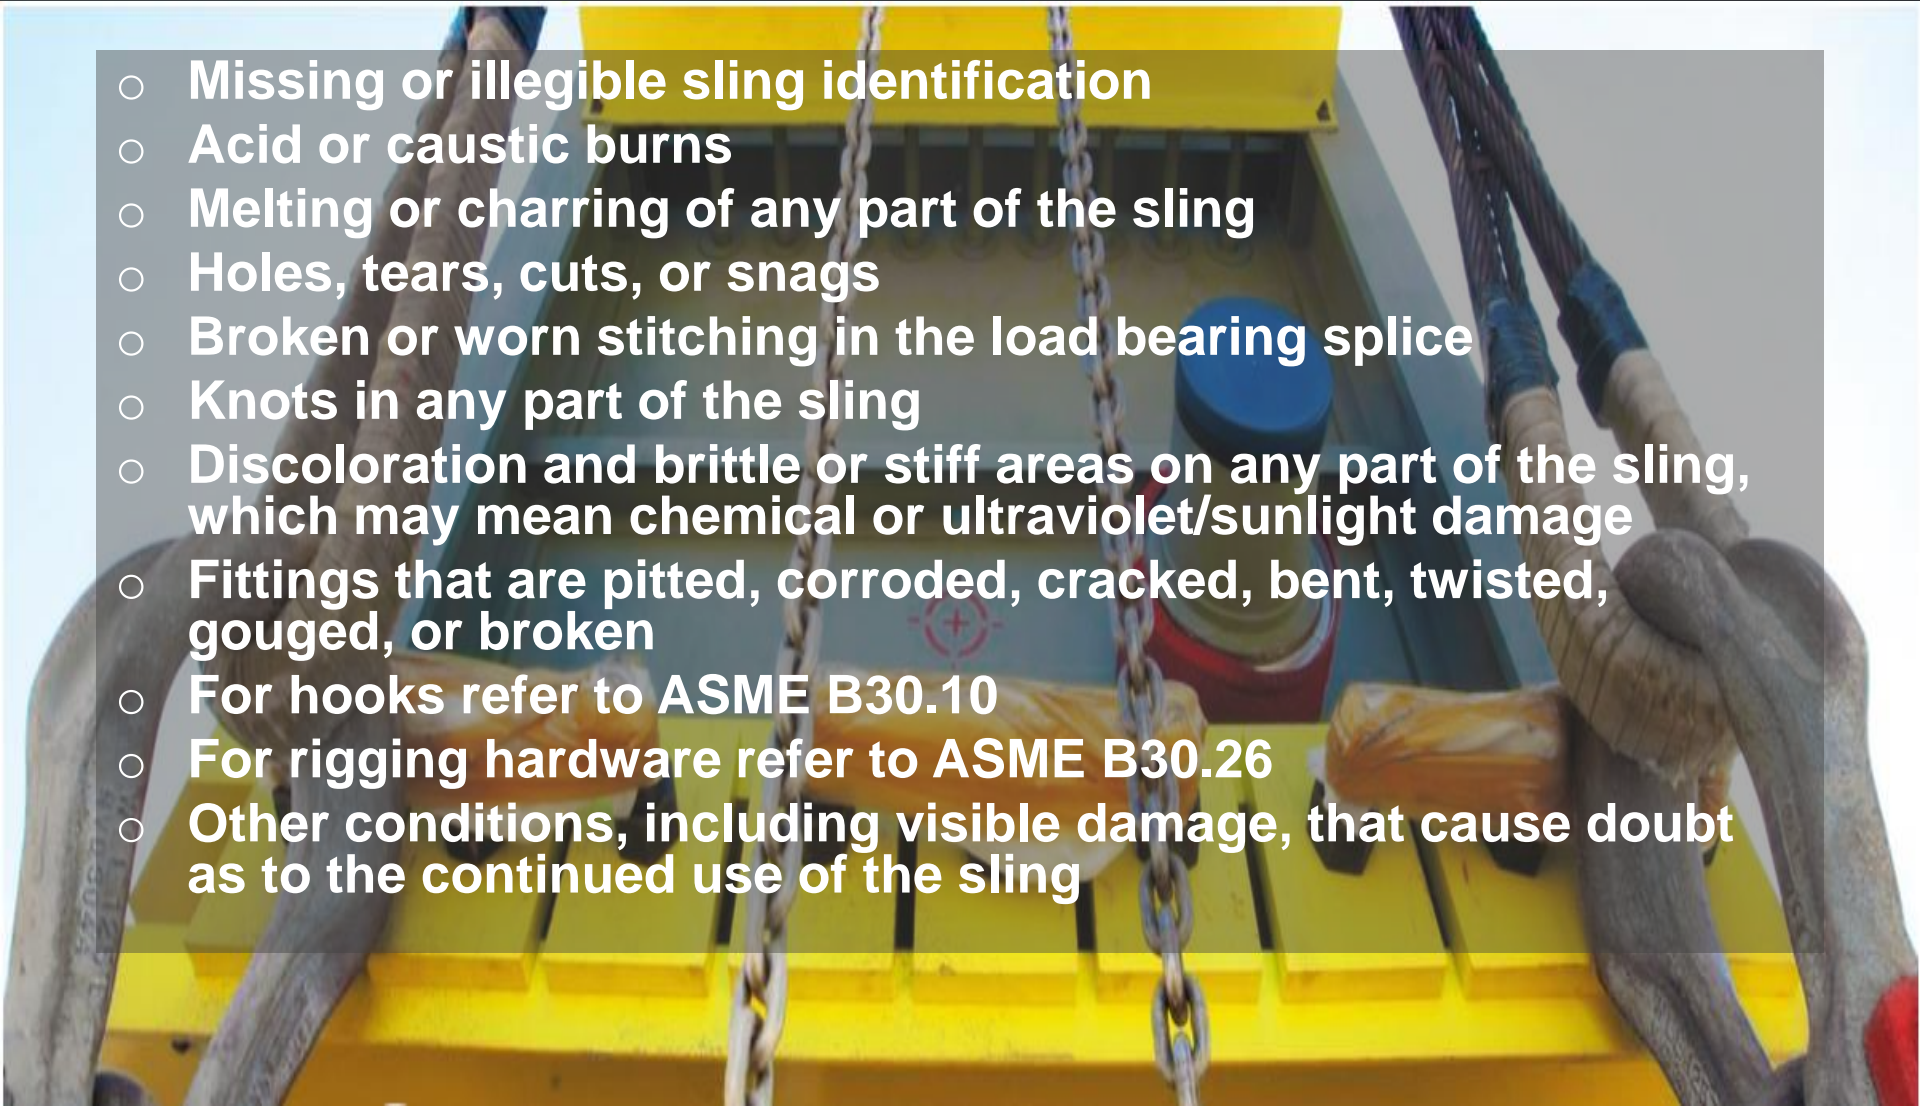 o Missing or illegible sling identification
o Acid or caustic burns
o Melting or charring of any part of the sling
o Holes, tears, cuts, or snags
o Broken or worn stitching in the load bearing splice
o Knots in any part of the sling
o Discoloration and brittle or stiff areas on any part of the sling,
which may mean chemical or ultraviolet/sunlight damage
o Fittings that are pitted, corroded, cracked, bent, twisted,
gouged, or broken
o For hooks refer to ASME B30.10
o For rigging hardware refer to ASME B30.26
o Other conditions, including visible damage, that cause doubt
as to the continued use of the sling